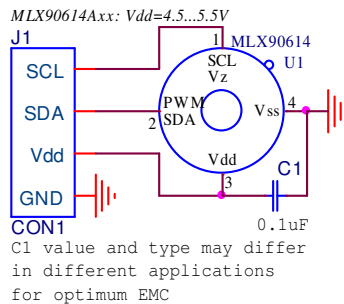 MLX90614Axx: Vdd=4.5...5.5V
J1
SCL
SDA
Vdd
GND
CON1
1
MLX90614
U1
SCL
Vz
PWM
SDA
2
Vss
4
Vdd
3
C1
0.1uF
C1 value and type may differ
in different applications
for optimum EMC